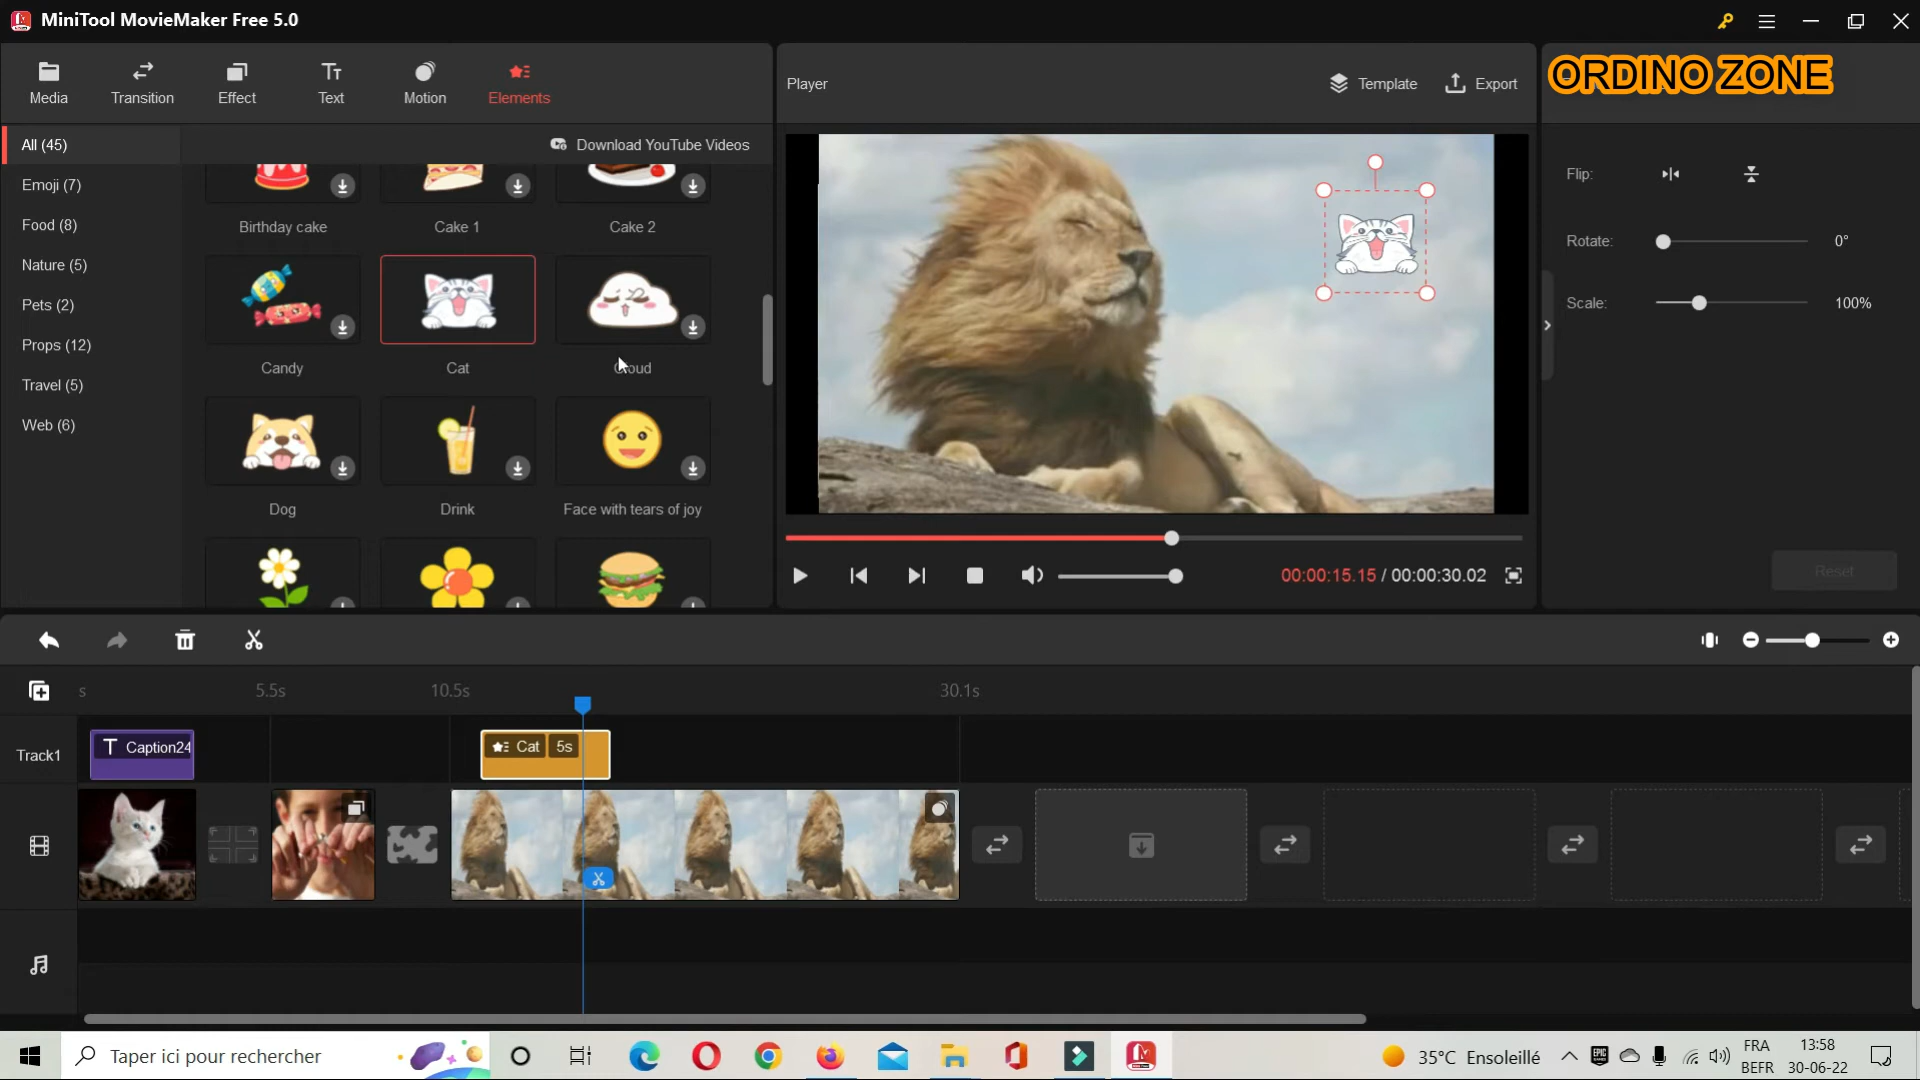 MiniTool MovieMaker Free 5.0
Media
Transition
Effect
Text
Motion
Elements
Player
Template
Export
ORDINO ZONE
All (45)
Download YouTube Videos
Emoji (7)
Food (8)
Nature (5)
Pets (2)
Props (12)
Travel (5)
Web (6)
Birthday cake
Cake 1
Cake 2
Candy
Cat
Cloud
Dog
Drink
Face with tears of joy
Flip:
Rotate:
0°
Scale:
100%
Reset
00:00:15.15 / 00:00:30.02
s
5.5s
10.5s
30.1s
Track1
Caption24
Cat
5s
Taper ici pour rechercher
35°C Ensoleillé
FRA
BEFR
13:58
30-06-22